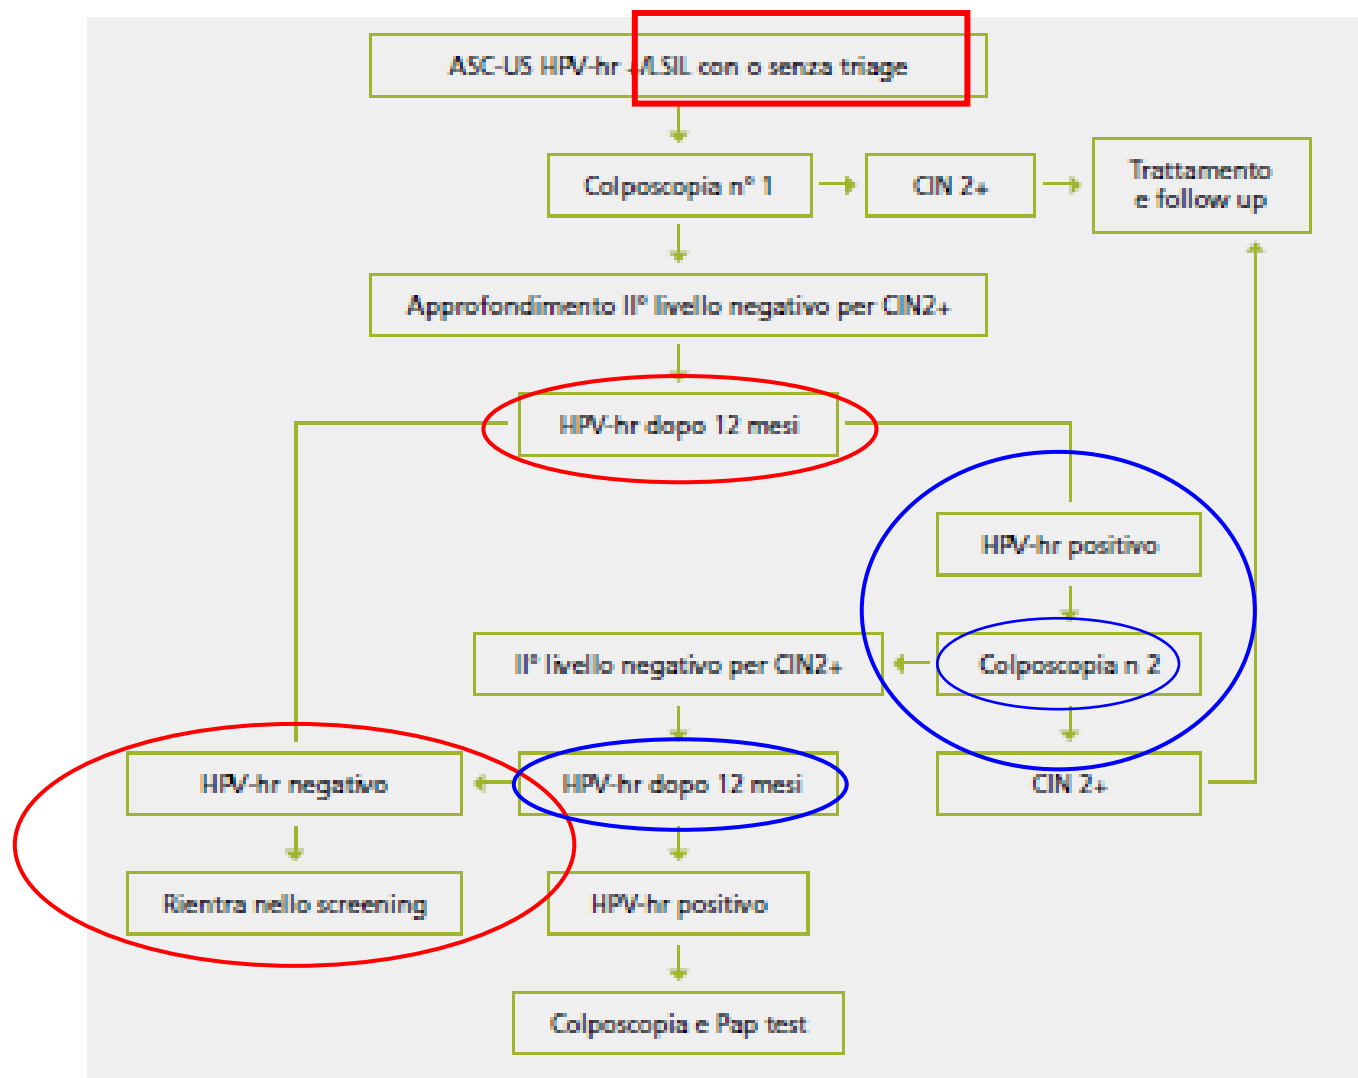 ASC-US HPV-hr +/LSIL con o senza triage
Colposcopia n° 1
CIN 2+
Trattamento
e follow up
Approfondimento II° livello negativo per CIN2+
HPV-hr dopo 12 mesi
HPV-hr positivo
II° livello negativo per CIN2+
Colposcopia n 2
HPV-hr negativo
HPV-hr dopo 12 mesi
CIN 2+
Rientra nello screening
HPV-hr positivo
Colposcopia e Pap test